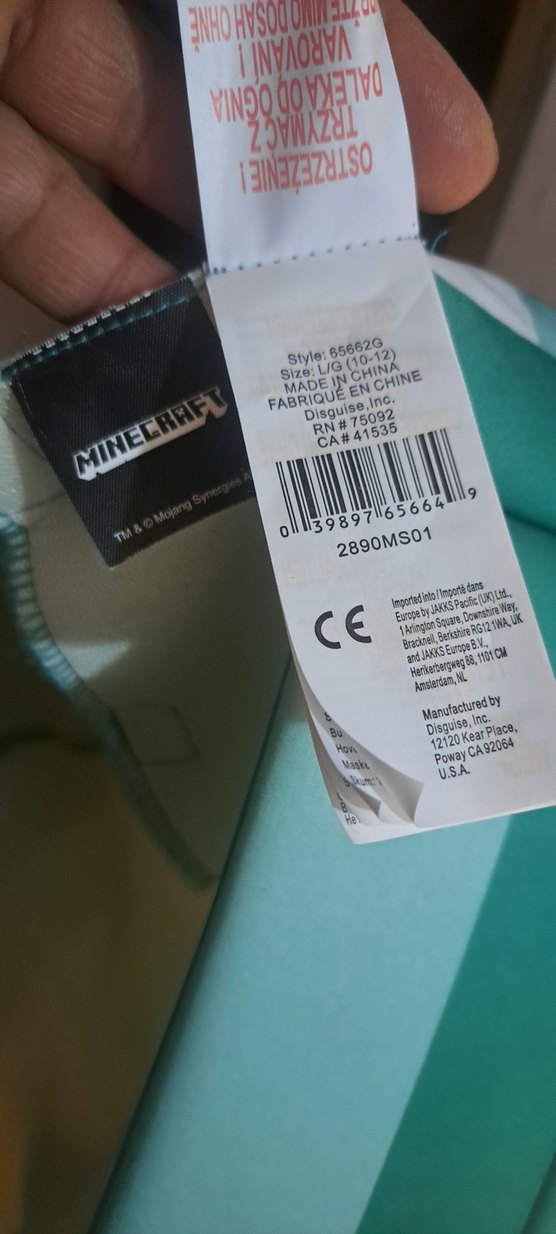 OSTRZEŻENIE!
TRZYMAĆ Z
DALEKA OD OGNIA
VAROVÁNÍ!
MIMO DOSAH OHNĚ
MINECRAFT
TM & © Mojang Synergies
Style: 65662G
Size: L/G (10-12)
MADE IN CHINA
FABRIQUÉ EN CHINE
Disguise, Inc.
RN # 75092
CA # 41535
0 39897 65664 9
2890MS01
CE
Imported into / Importé dans
Europe by JAKKS Pacific (UK) Ltd.,
1 Arlington Square, Downshire Way,
Bracknell, Berkshire RG12 1WA, UK
and JAKKS Europe B.V.,
Herikerbergweg 88, 1101 CM
Amsterdam, NL
Manufactured by
Disguise, Inc.
12120 Kear Place,
Poway CA 92064
U.S.A.